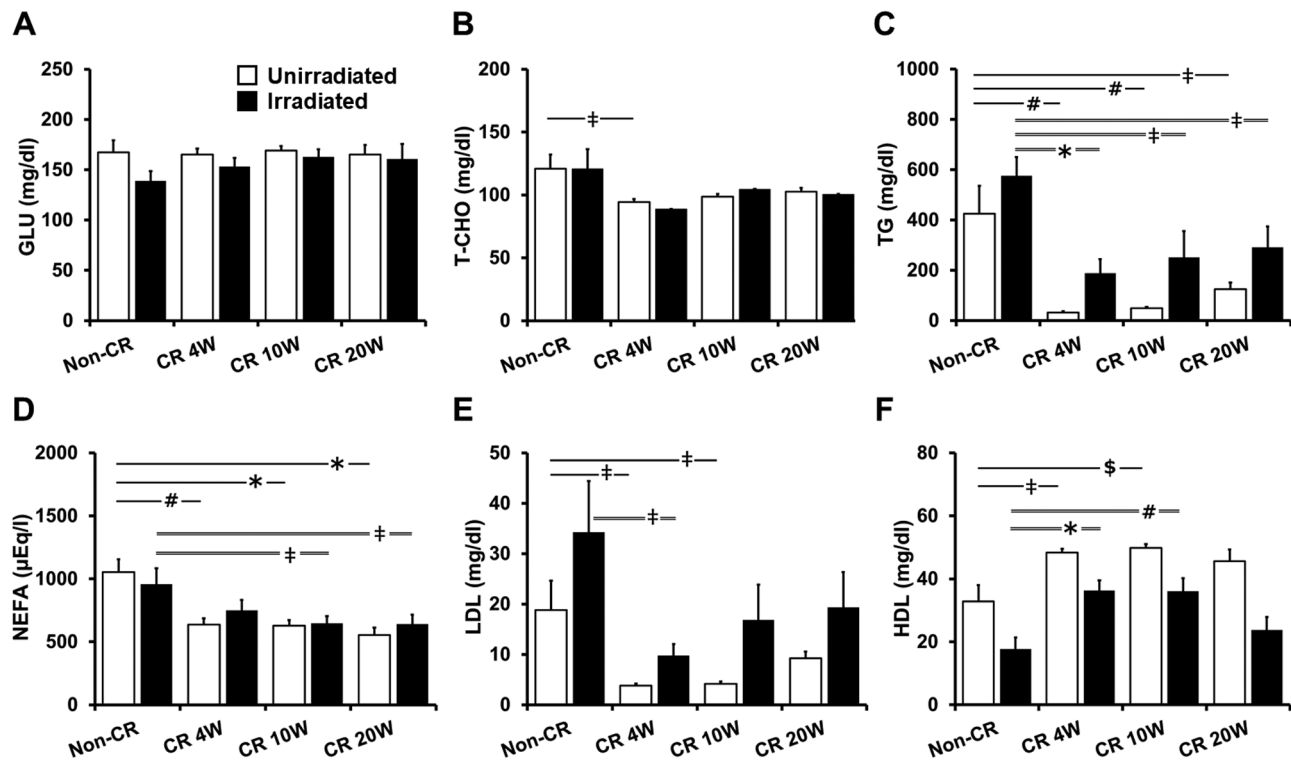 A
GLU (mg/dl)
250
200
150
100
50
0
Unirradiated
Irradiated
Non-CR
CR 4W
CR 10W
CR 20W
B
T-CHO (mg/dl)
200
150
100
50
0
‡
Non-CR
CR 4W
CR 10W
CR 20W
C
TG (mg/dl)
1000
800
600
400
200
0
‡
#
#
‡
‡
*
Non-CR
CR 4W
CR 10W
CR 20W
D
NEFA (µEq/l)
2000
1500
1000
500
0
*
*
#
‡
‡
Non-CR
CR 4W
CR 10W
CR 20W
E
LDL (mg/dl)
50
40
30
20
10
0
‡
‡
‡
Non-CR
CR 4W
CR 10W
CR 20W
F
HDL (mg/dl)
80
60
40
20
0
$
‡
#
*
Non-CR
CR 4W
CR 10W
CR 20W